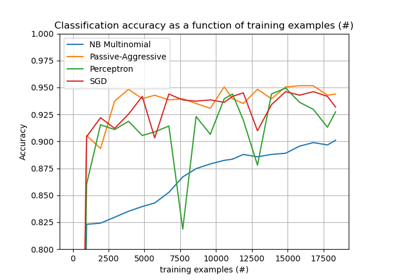 Classification accuracy as a function of training examples (#)
1.000
0.975
0.950
0.925
0.900
0.875
0.850
0.825
0.800
Accuracy
NB Multinomial
Passive-Aggressive
Perceptron
SGD
0 2500 5000 7500 10000 12500 15000 17500
training examples (#)